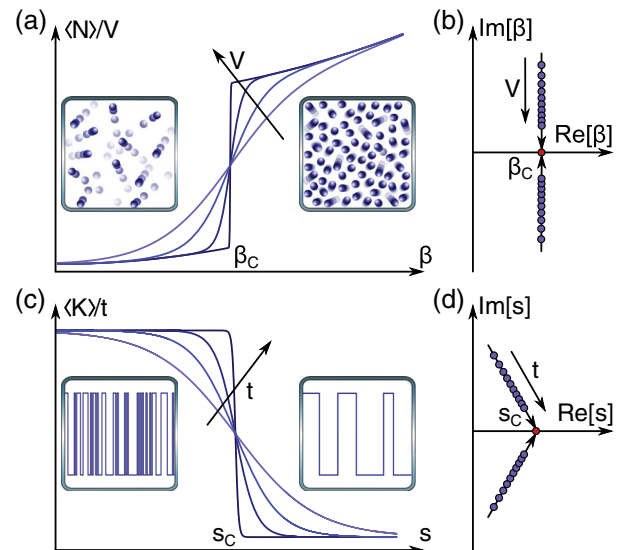 (a) ⟨N⟩/V
V
β_C β
(b) Im[β]
V
Re[β]
β_C
(c) ⟨K⟩/t
t
s_C s
(d) Im[s]
t
s_C Re[s]